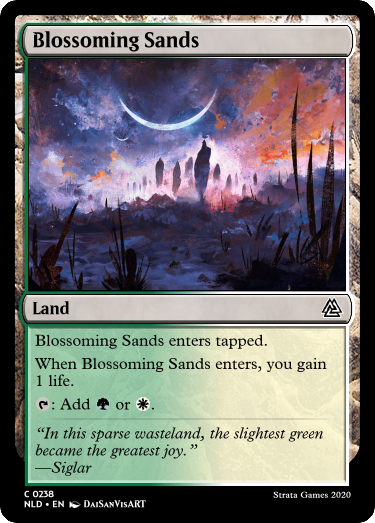 Blossoming Sands
Land
Blossoming Sands enters tapped.
When Blossoming Sands enters, you gain
1 life.
: Add or .
“In this sparse wasteland, the slightest green
became the greatest joy.”
—Siglar
C 0238
NLD • EN DaiSanVisART
Strata Games 2020